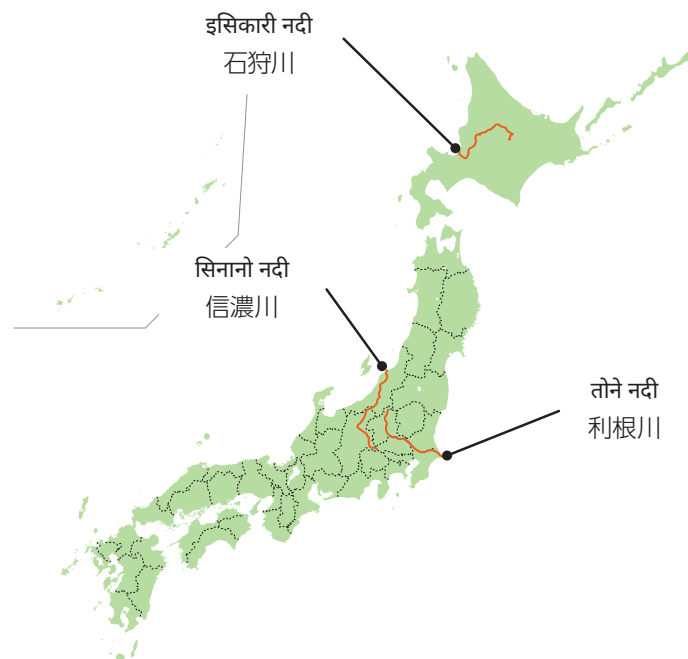 इसिकारी नदी
石狩川
सिनानो नदी
信濃川
तोने नदी
利根川